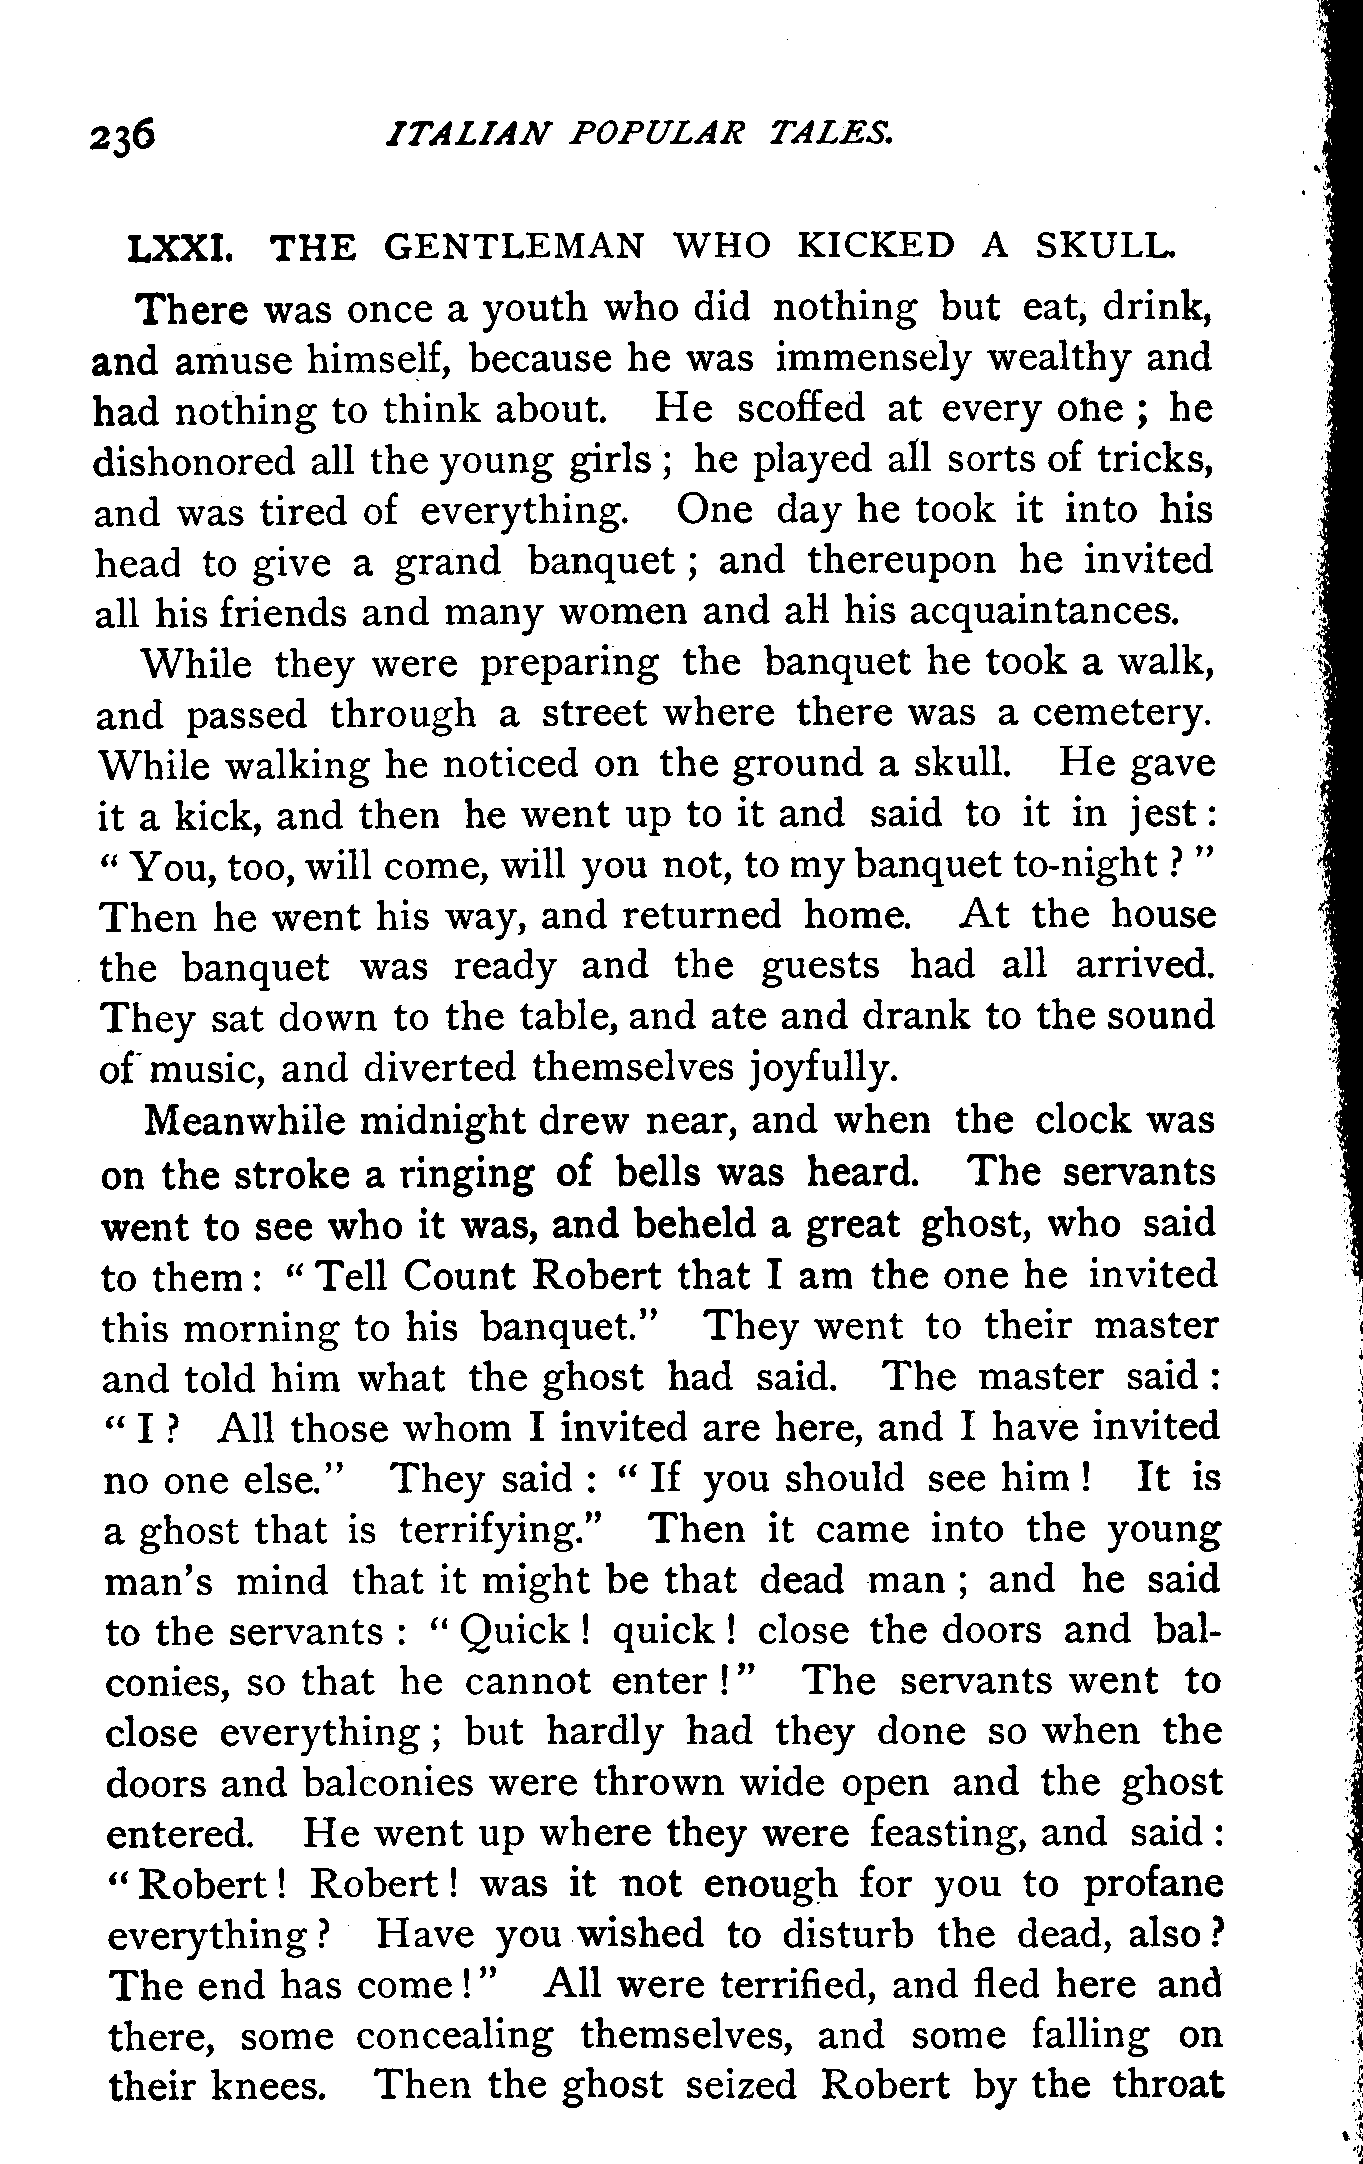 236 ITALIAN POPULAR TALES.
LXXI. THE GENTLEMAN WHO KICKED A SKULL.
There was once a youth who did nothing but eat, drink,
and amuse himself, because he was immensely wealthy and
had nothing to think about. He scoffed at every one ; he
dishonored all the young girls ; he played all sorts of tricks,
and was tired of everything. One day he took it into his
head to give a grand banquet ; and thereupon he invited
all his friends and many women and all his acquaintances.
While they were preparing the banquet he took a walk,
and passed through a street where there was a cemetery.
While walking he noticed on the ground a skull. He gave
it a kick, and then he went up to it and said to it in jest :
“ You, too, will come, will you not, to my banquet to-night ? ”
Then he went his way, and returned home. At the house
the banquet was ready and the guests had all arrived.
They sat down to the table, and ate and drank to the sound
of music, and diverted themselves joyfully.
Meanwhile midnight drew near, and when the clock was
on the stroke a ringing of bells was heard. The servants
went to see who it was, and beheld a great ghost, who said
to them : “ Tell Count Robert that I am the one he invited
this morning to his banquet.” They went to their master
and told him what the ghost had said. The master said :
“ I ? All those whom I invited are here, and I have invited
no one else.” They said : “ If you should see him ! It is
a ghost that is terrifying.” Then it came into the young
man's mind that it might be that dead man ; and he said
to the servants : “ Quick ! quick ! close the doors and bal-
conies, so that he cannot enter ! ” The servants went to
close everything ; but hardly had they done so when the
doors and balconies were thrown wide open and the ghost
entered. He went up where they were feasting, and said :
“ Robert ! Robert ! was it not enough for you to profane
everything ? Have you wished to disturb the dead, also ?
The end has come ! ” All were terrified, and fled here and
there, some concealing themselves, and some falling on
their knees. Then the ghost seized Robert by the throat